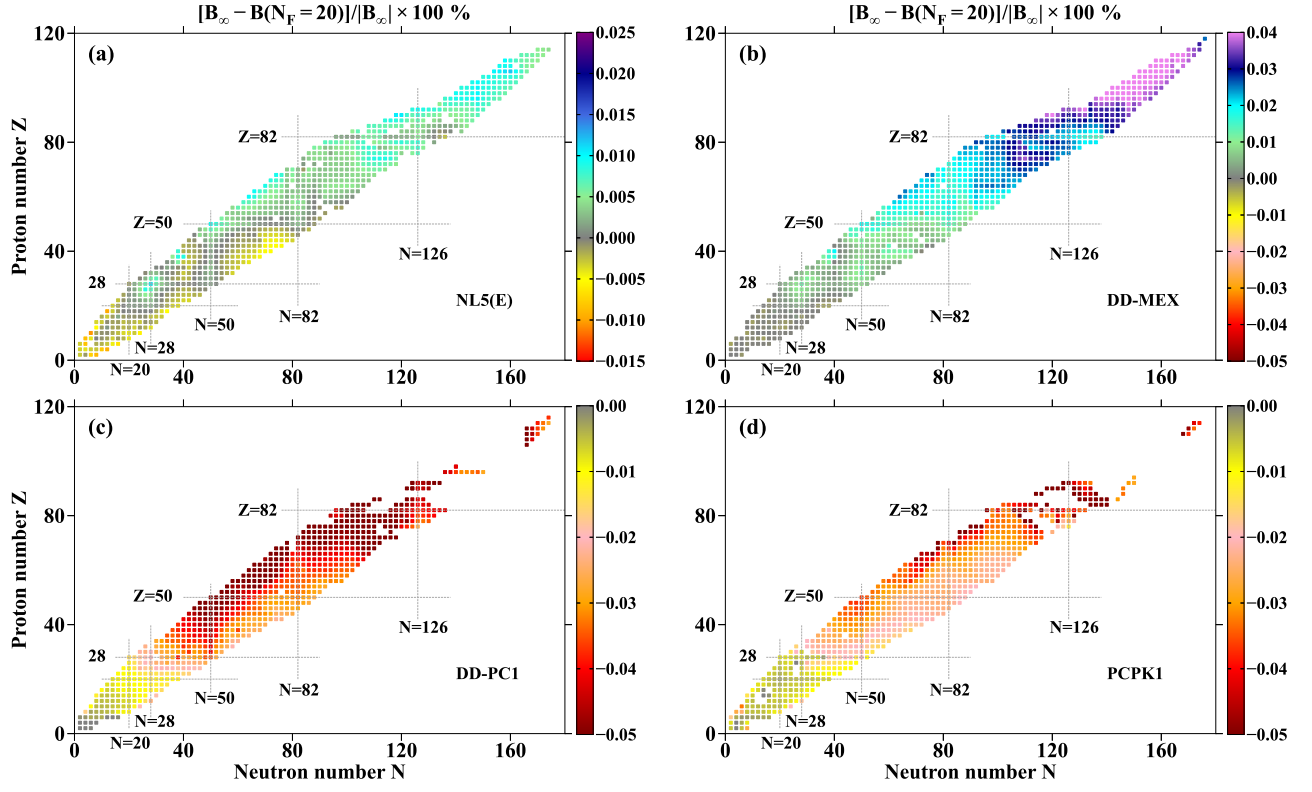 [B∞ − B(N_F = 20)]/|B∞| × 100 %
[B∞ − B(N_F = 20)]/|B∞| × 100 %
(a)
Proton number Z
120
80
40
0
0
40
80
120
160
Z=82
Z=50
28
N=20
N=28
N=50
N=82
N=126
NL5(E)
0.025
0.020
0.015
0.010
0.005
0.000
−0.005
−0.010
−0.015
(b)
120
80
40
0
0
40
80
120
160
Z=82
Z=50
28
N=20
N=28
N=50
N=82
N=126
DD-MEX
0.04
0.03
0.02
0.01
0.00
−0.01
−0.02
−0.03
−0.04
−0.05
(c)
Proton number Z
120
80
40
0
0
40
80
120
160
Neutron number N
Z=82
Z=50
28
N=20
N=28
N=50
N=82
N=126
DD-PC1
0.00
−0.01
−0.02
−0.03
−0.04
−0.05
(d)
120
80
40
0
0
40
80
120
160
Neutron number N
Z=82
Z=50
28
N=20
N=28
N=50
N=82
N=126
PCPK1
0.00
−0.01
−0.02
−0.03
−0.04
−0.05